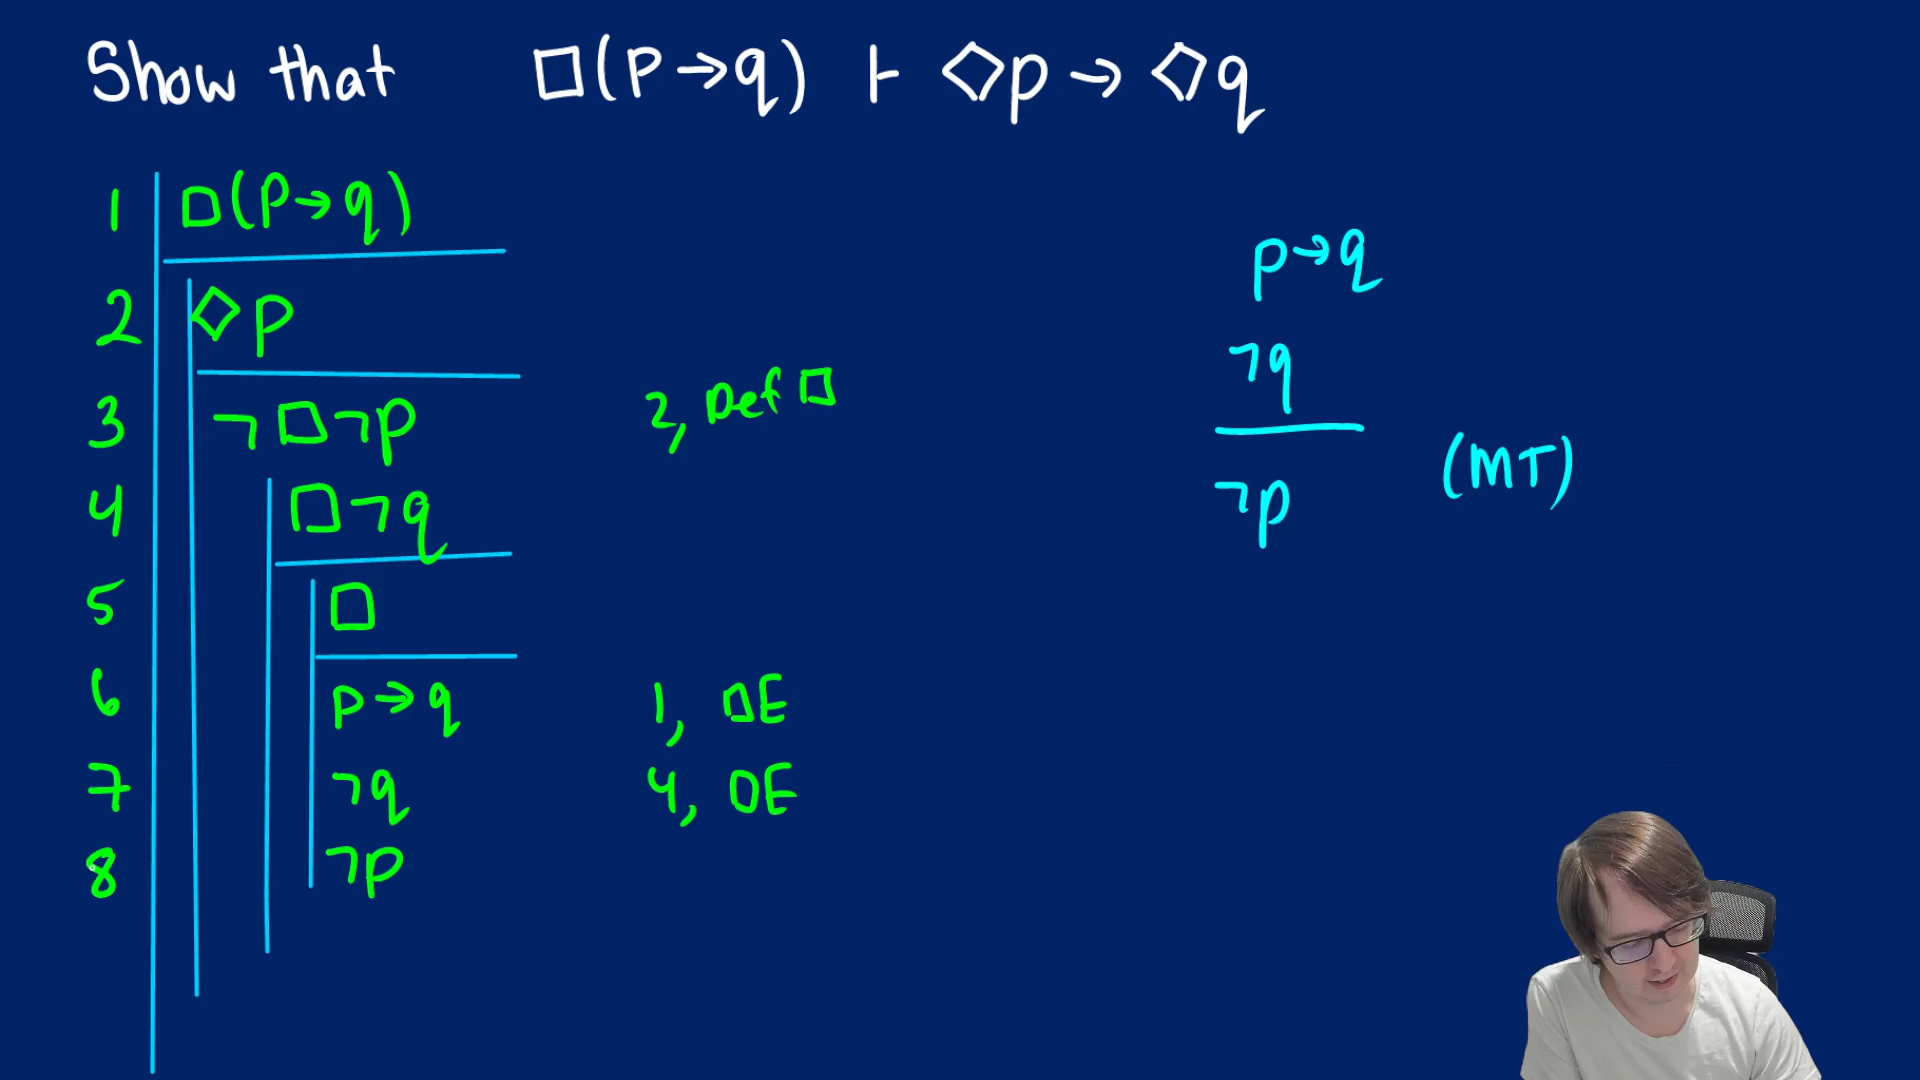 Show that □(p→q) ⊢ ◇p → ◇q
1 □(p→q)
2 ◇p
3 ¬□¬p 2, Def □
4 □¬q
5 □
6 p→q 1, □E
7 ¬q 4, □E
8 ¬p
p→q
¬q
¬p (MT)